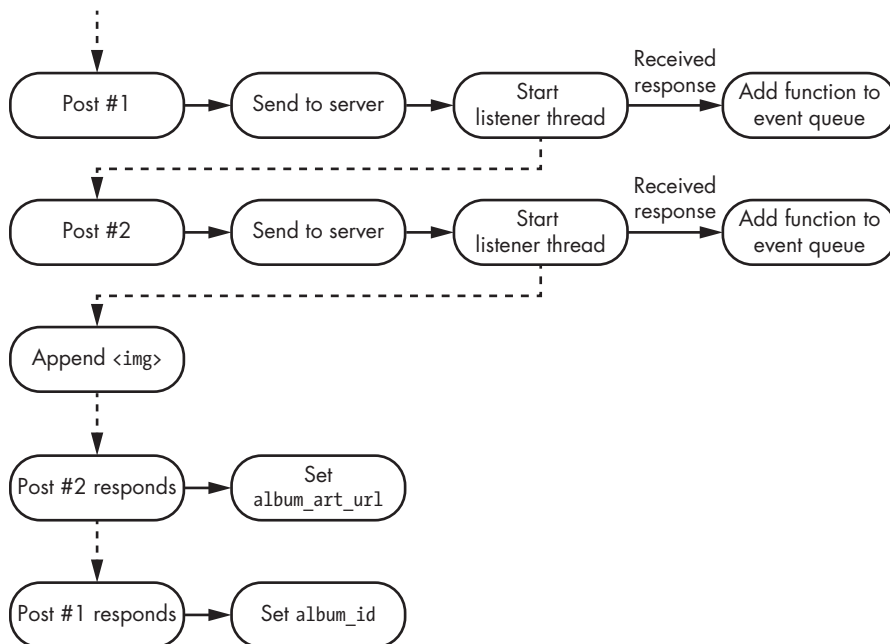 Post #1
Send to server
Start
listener thread
Received
response
Add function to
event queue
Post #2
Send to server
Start
listener thread
Received
response
Add function to
event queue
Append <img>
Post #2 responds
Set
album_art_url
Post #1 responds
Set album_id